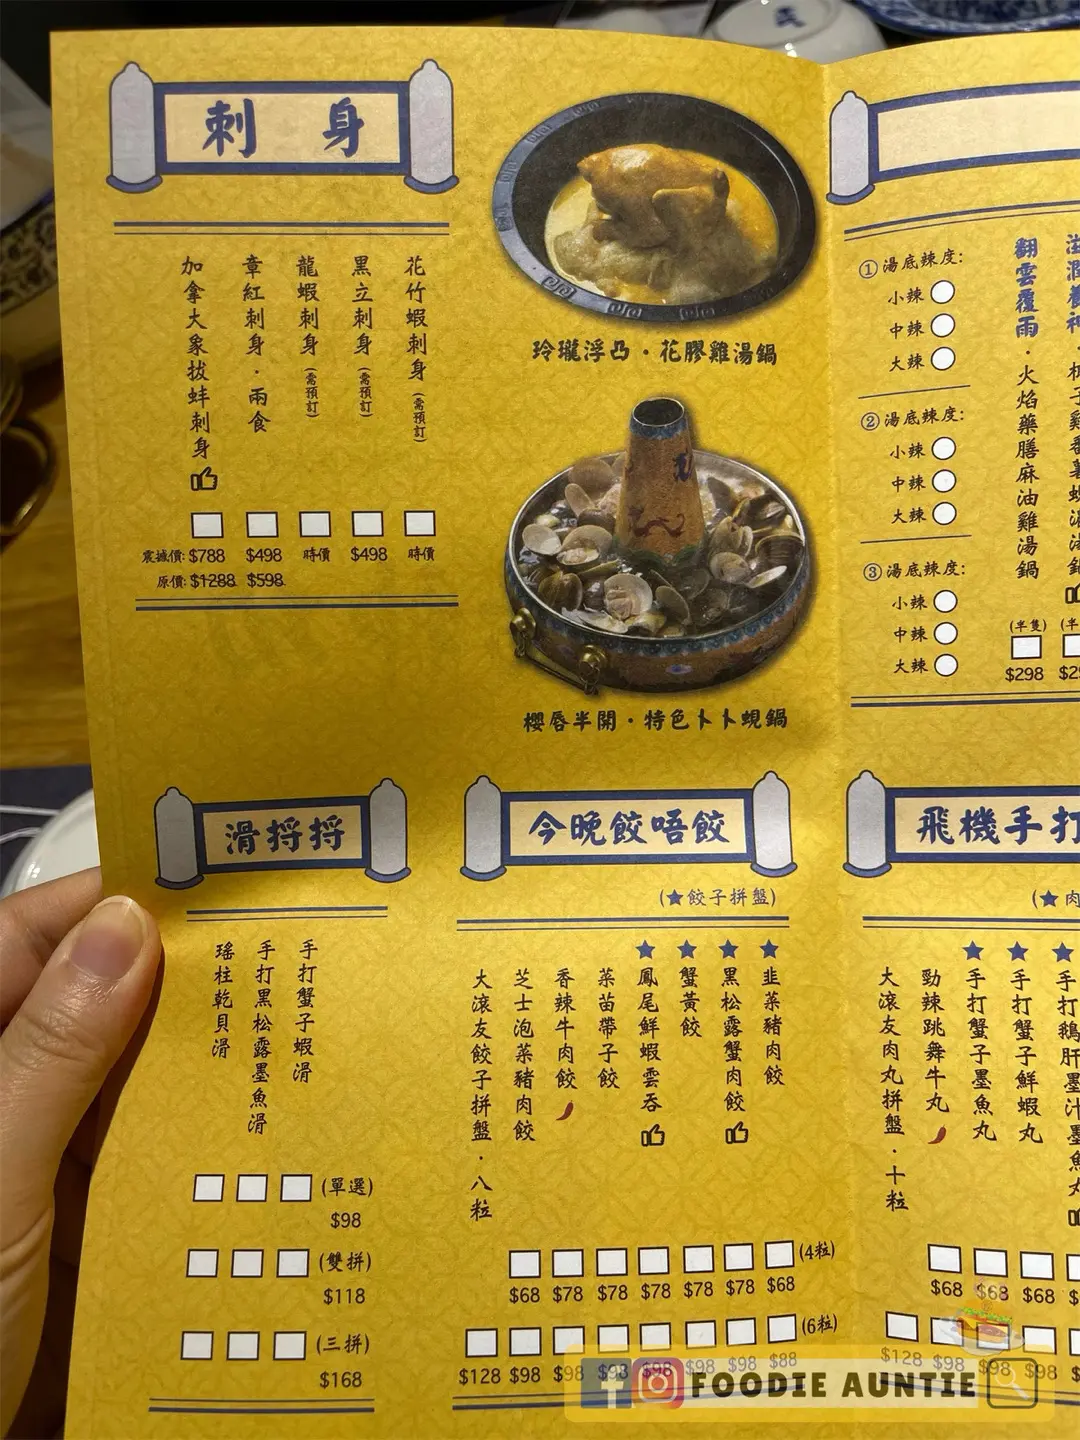 刺身
花竹蝦刺身(需預訂)
黑立刺身(需預訂)
龍蝦刺身(需預訂)
章紅刺身·兩食
加拿大象拔蚌刺身
震撼價: $788 $498 時價 $498 時價
原價: $1288 $598
玲瓏浮凸·花膠雞湯鍋
櫻唇半開·特色卜卜蜆鍋
翻雲覆雨·火焰藥膳麻油雞湯鍋
(半隻)
$298
①湯底辣度:
小辣
中辣
大辣
②湯底辣度:
小辣
中辣
大辣
③湯底辣度:
小辣
中辣
大辣
滑捋捋
手打蟹子蝦滑
手打黑松露墨魚滑
瑤柱乾貝滑
(單選)
$98
(雙拼)
$118
(三拼)
$168
今晚餃唔餃
(★餃子拼盤)
★韭菜豬肉餃
★黑松露蟹肉餃
★蟹黃餃
★鳳尾鮮蝦雲吞
菜苗帶子餃
香辣牛肉餃
芝士泡菜豬肉餃
大滾友餃子拼盤·八粒
(4粒)
$68 $78 $78 $78 $78 $78 $68
(6粒)
$128 $98 $98 $98 $98 $98 $98 $88
飛機手打
(★肉
★手打蟹子鮮蝦丸
★手打蟹子墨魚丸
勁辣跳舞牛丸
大滾友肉丸拼盤·十粒
$68 $68 $68
$128 $98 $98 $98
FOODIE AUNTIE